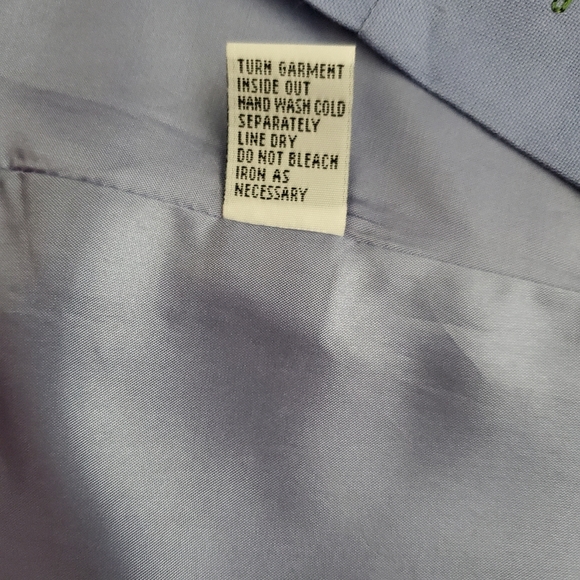 TURN GARMENT
INSIDE OUT
HAND WASH COLD
SEPARATELY
LINE DRY
DO NOT BLEACH
IRON AS
NECESSARY